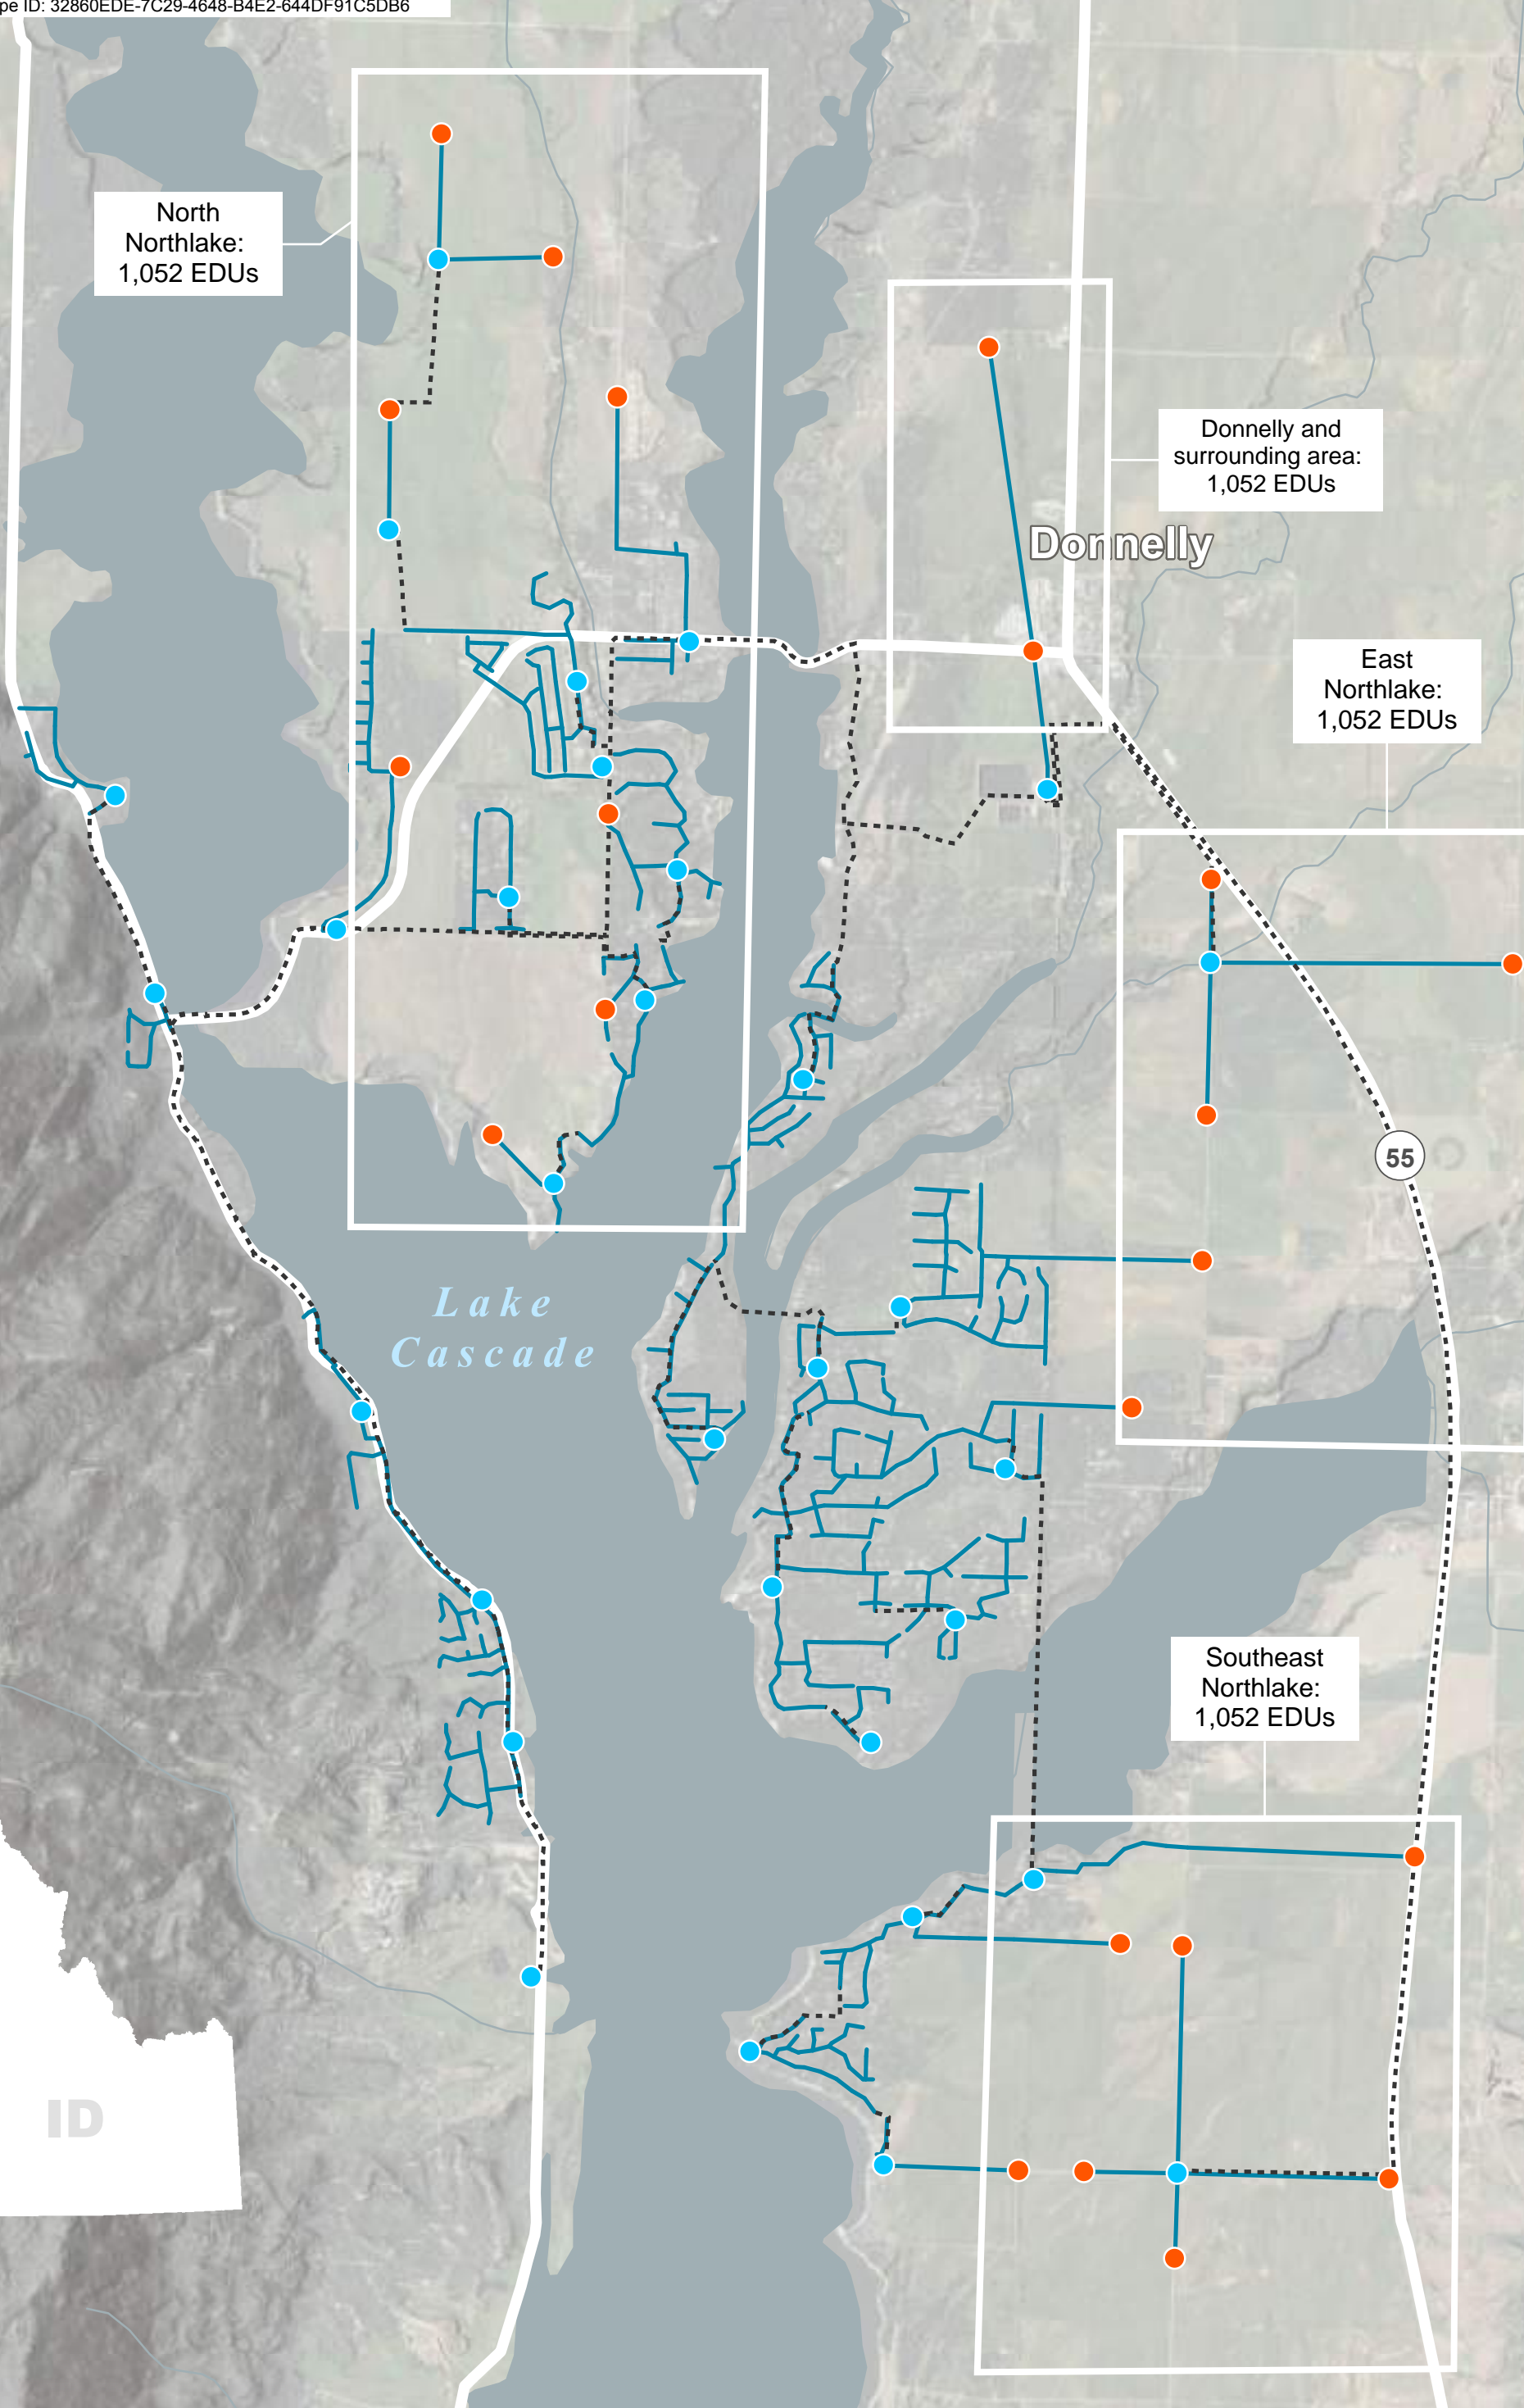 pe ID: 32860EDE-7C29-4648-B4E2-644DF91C5DB6
North
Northlake:
1,052 EDUs
Donnelly and
surrounding area:
1,052 EDUs
Donnelly
East
Northlake:
1,052 EDUs
55
Lake
Cascade
Southeast
Northlake:
1,052 EDUs
ID